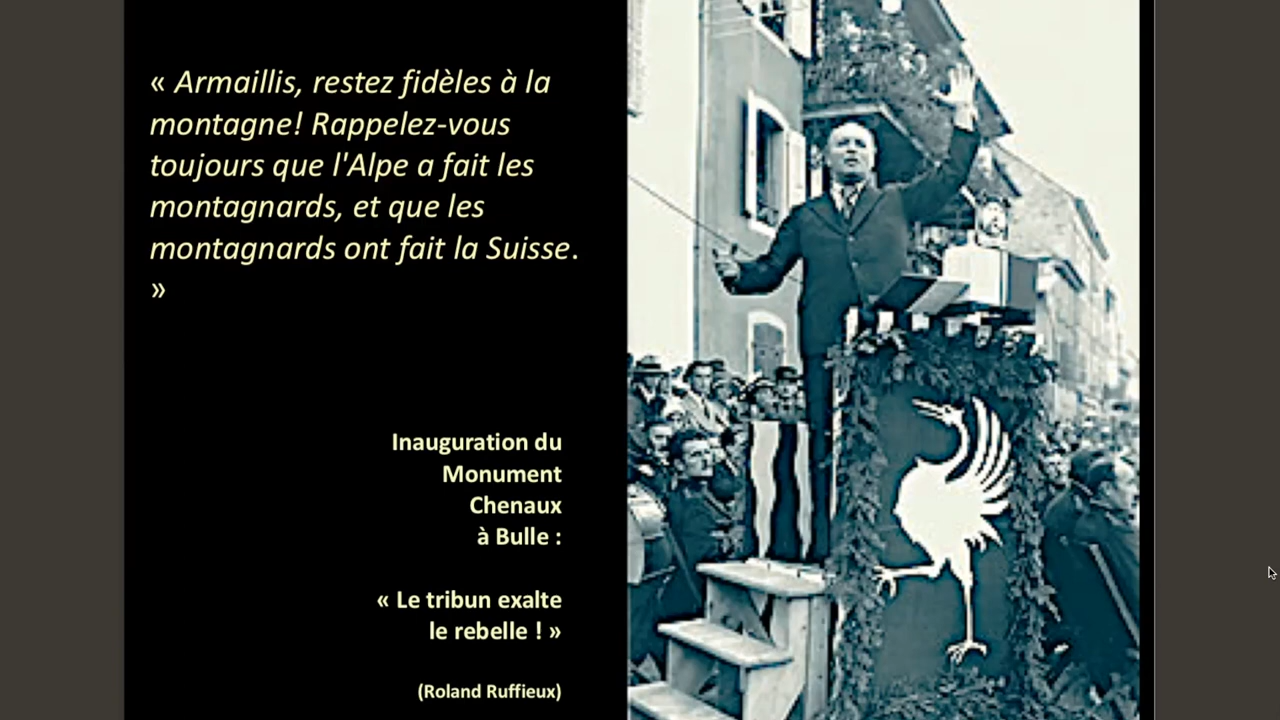 « Armaillis, restez fidèles à la
montagne! Rappelez-vous
toujours que l'Alpe a fait les
montagnards, et que les
montagnards ont fait la Suisse.
»
Inauguration du
Monument
Chenaux
à Bulle :
« Le tribun exalte
le rebelle ! »
(Roland Ruffieux)